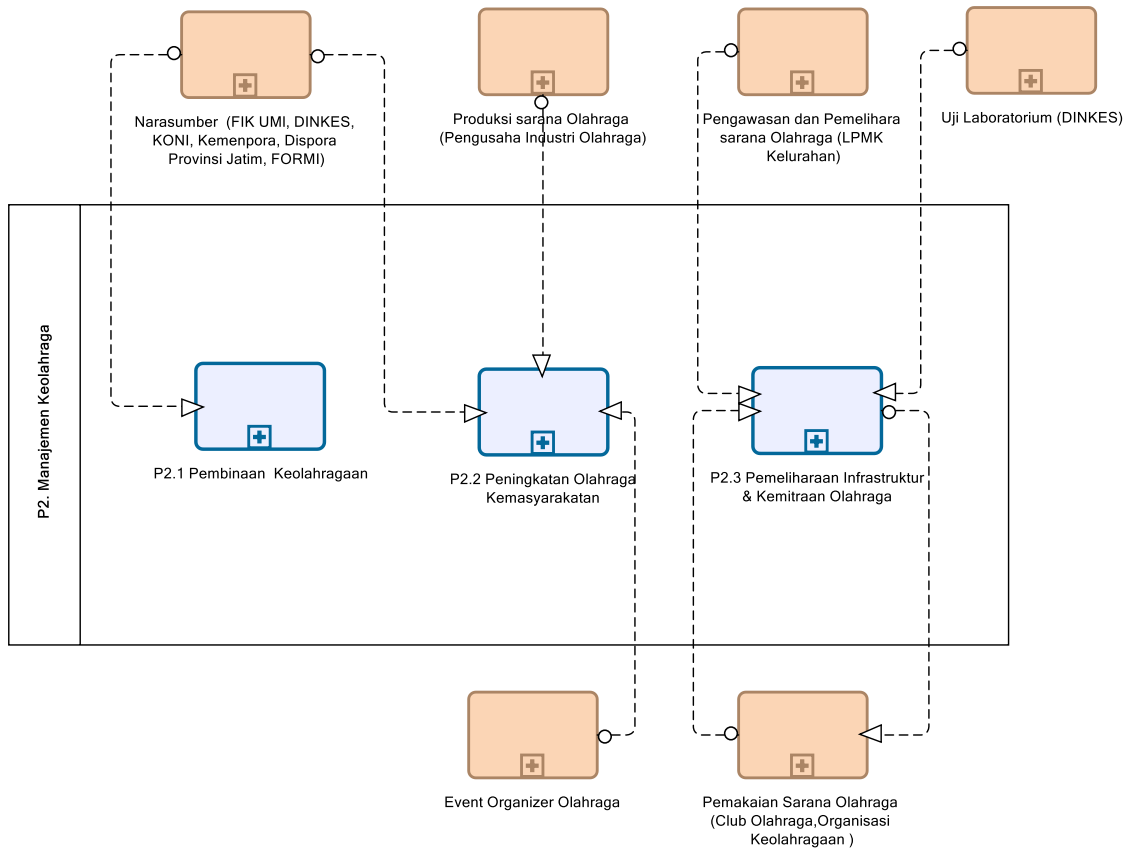 Narasumber  (FIK UMI, DINKES,
KONI, Kemenpora, Dispora
Provinsi Jatim, FORMI)
Produksi sarana Olahraga
(Pengusaha Industri Olahraga)
Pengawasan dan Pemelihara
sarana Olahraga (LPMK
Kelurahan)
Uji Laboratorium (DINKES)
P2. Manajemen Keolahraga
P2.1 Pembinaan  Keolahragaan
P2.2 Peningkatan Olahraga
Kemasyarakatan
P2.3 Pemeliharaan Infrastruktur
& Kemitraan Olahraga
Event Organizer Olahraga
Pemakaian Sarana Olahraga
(Club Olahraga,Organisasi
Keolahragaan )